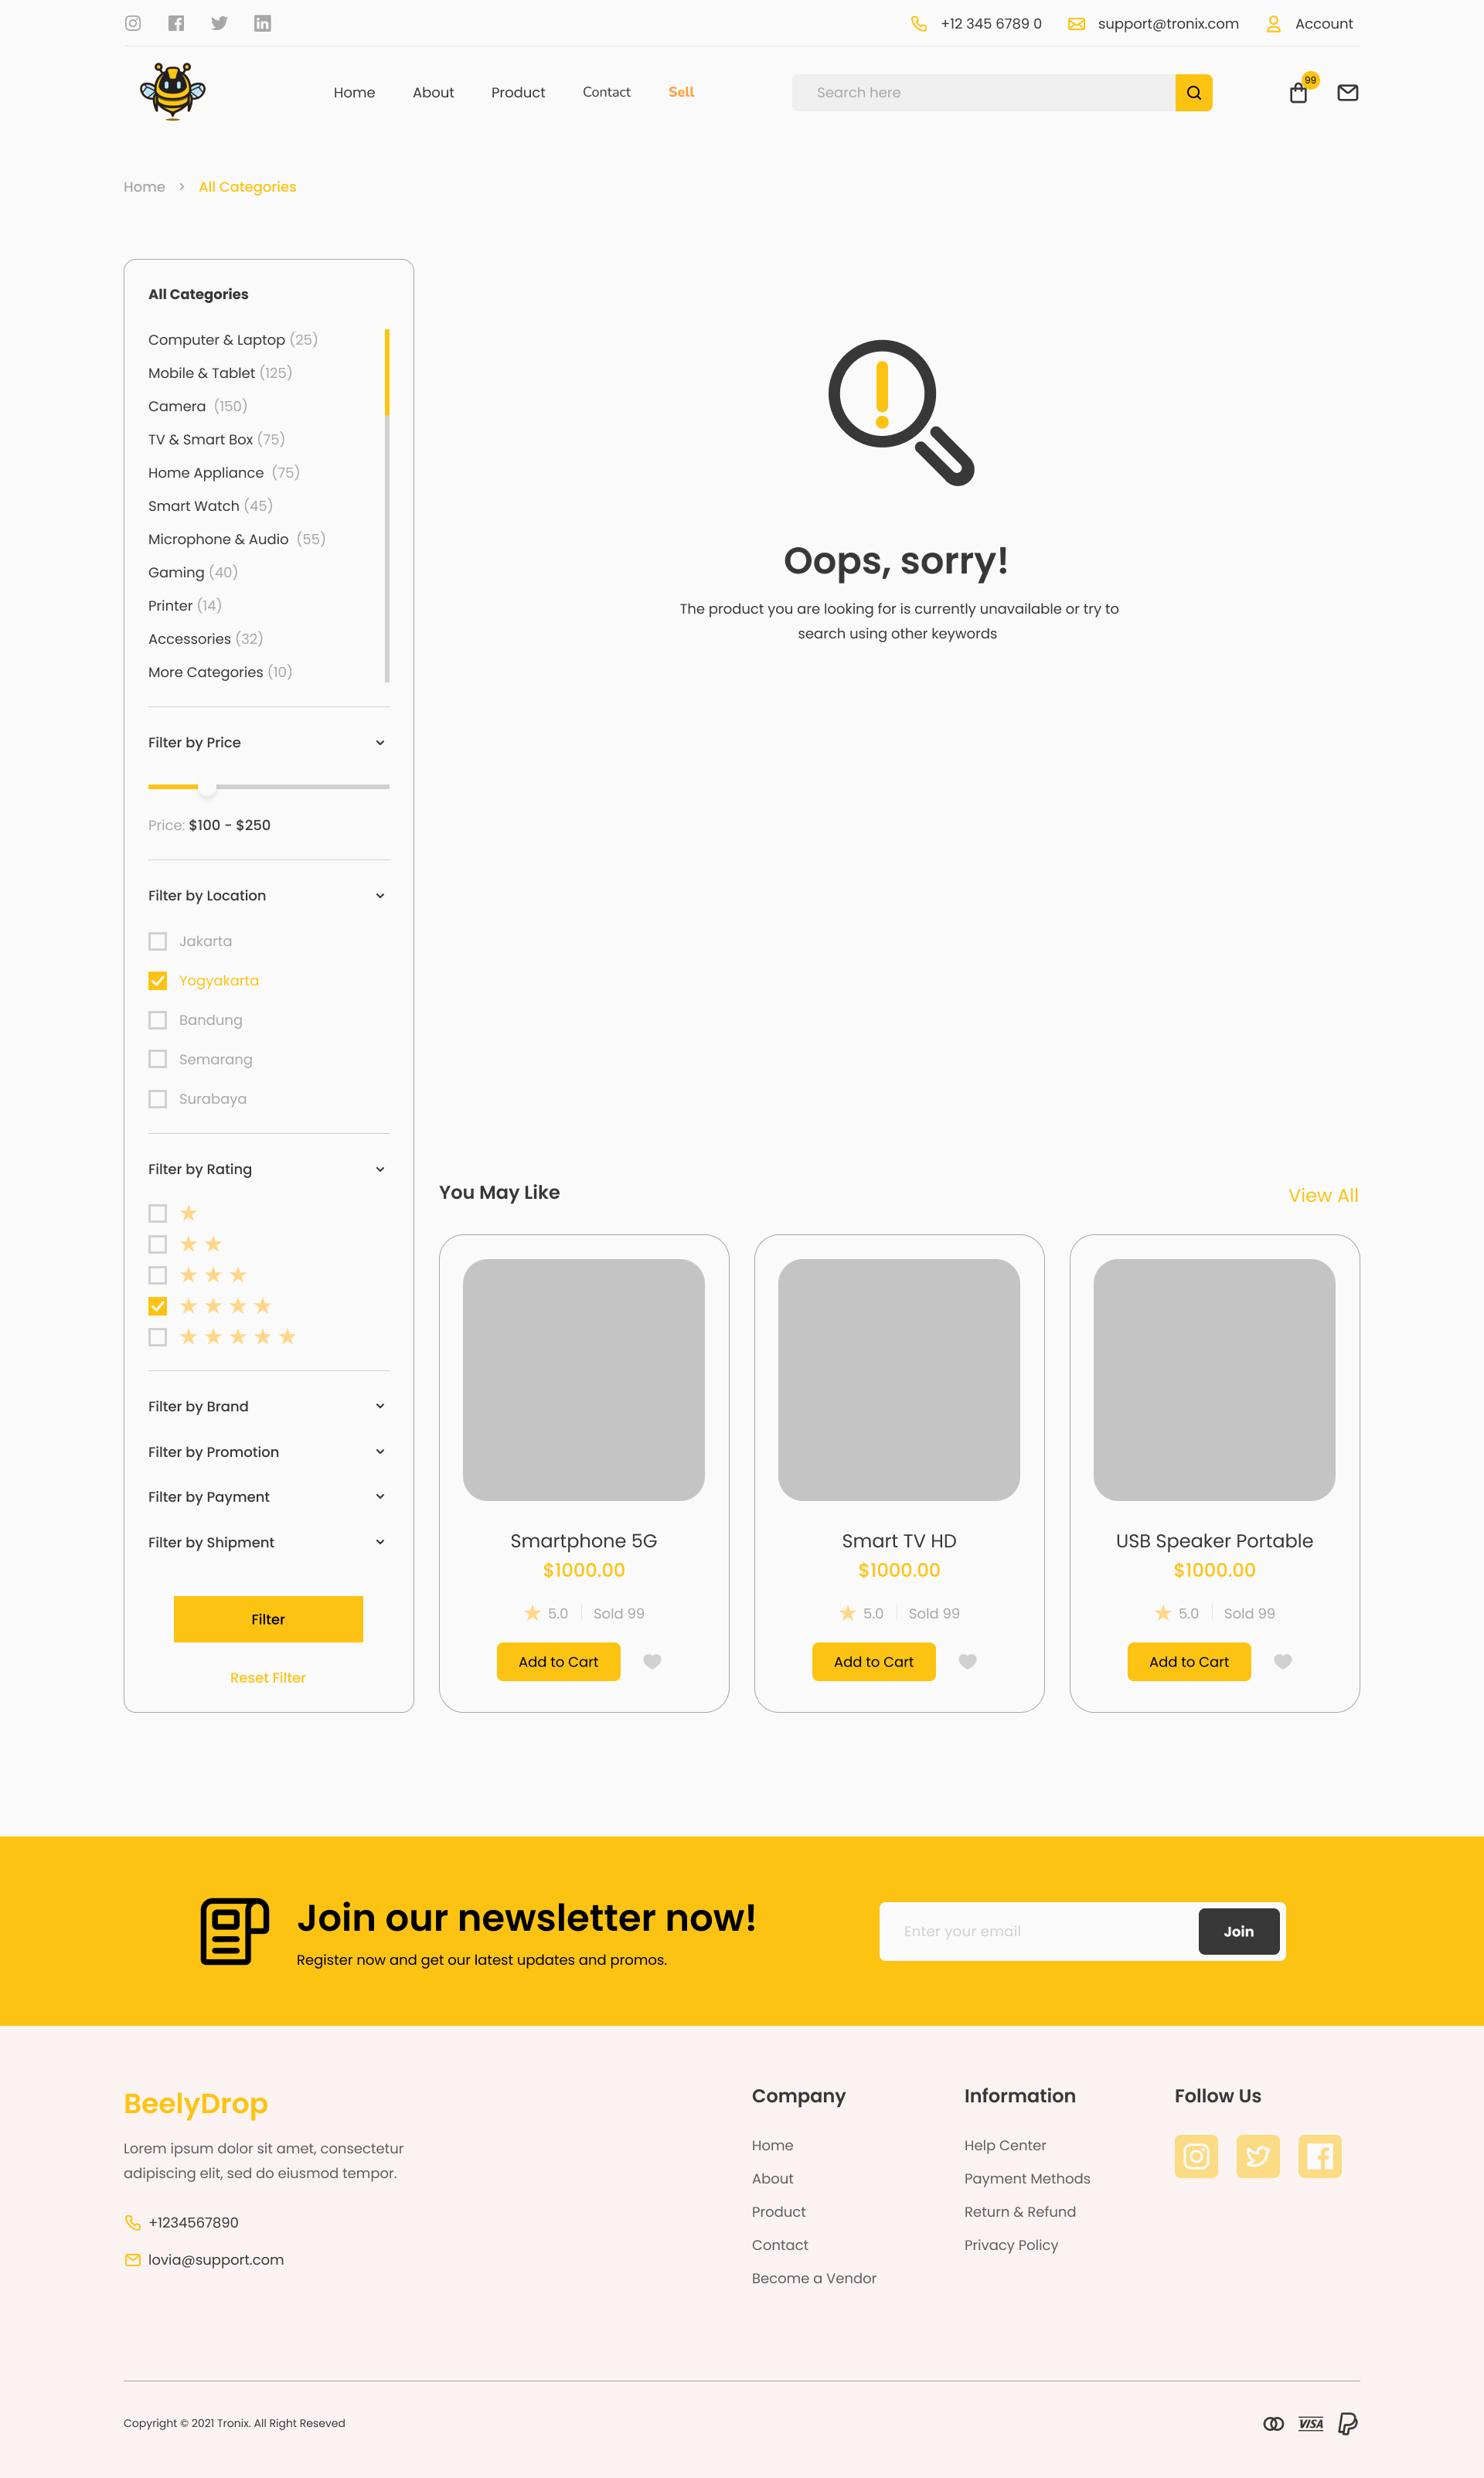 +12 345 6789 0
support@tronix.com
Account
Home
About
Product
Contact
Sell
Search here
99
Home > All Categories
All Categories
Computer & Laptop (25)
Mobile & Tablet (125)
Camera (150)
TV & Smart Box (75)
Home Appliance (75)
Smart Watch (45)
Microphone & Audio (55)
Gaming (40)
Printer (14)
Accessories (32)
More Categories (10)
Filter by Price
Price: $100 - $250
Filter by Location
Jakarta
Yogyakarta
Bandung
Semarang
Surabaya
Filter by Rating
Filter by Brand
Filter by Promotion
Filter by Payment
Filter by Shipment
Filter
Reset Filter
Oops, sorry!
The product you are looking for is currently unavailable or try to
search using other keywords
You May Like
View All
Smartphone 5G
$1000.00
5.0
Sold 99
Add to Cart
Smart TV HD
$1000.00
5.0
Sold 99
Add to Cart
USB Speaker Portable
$1000.00
5.0
Sold 99
Add to Cart
Join our newsletter now!
Register now and get our latest updates and promos.
Enter your email
Join
BeelyDrop
Lorem ipsum dolor sit amet, consectetur
adipiscing elit, sed do eiusmod tempor.
+1234567890
lovia@support.com
Company
Home
About
Product
Contact
Become a Vendor
Information
Help Center
Payment Methods
Return & Refund
Privacy Policy
Follow Us
Copyright © 2021 Tronix. All Right Reseved
VISA